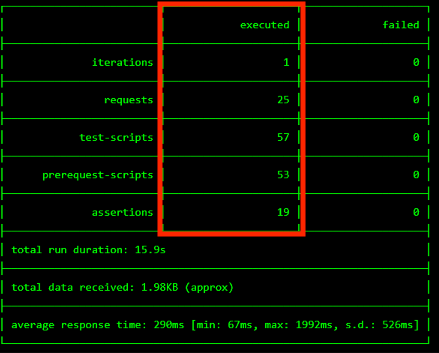 executed failed
iterations 1 0
requests 25 0
test-scripts 57 0
prerequest-scripts 53 0
assertions 19 0
total run duration: 15.9s
total data received: 1.98KB (approx)
average response time: 290ms [min: 67ms, max: 1992ms, s.d.: 526ms]